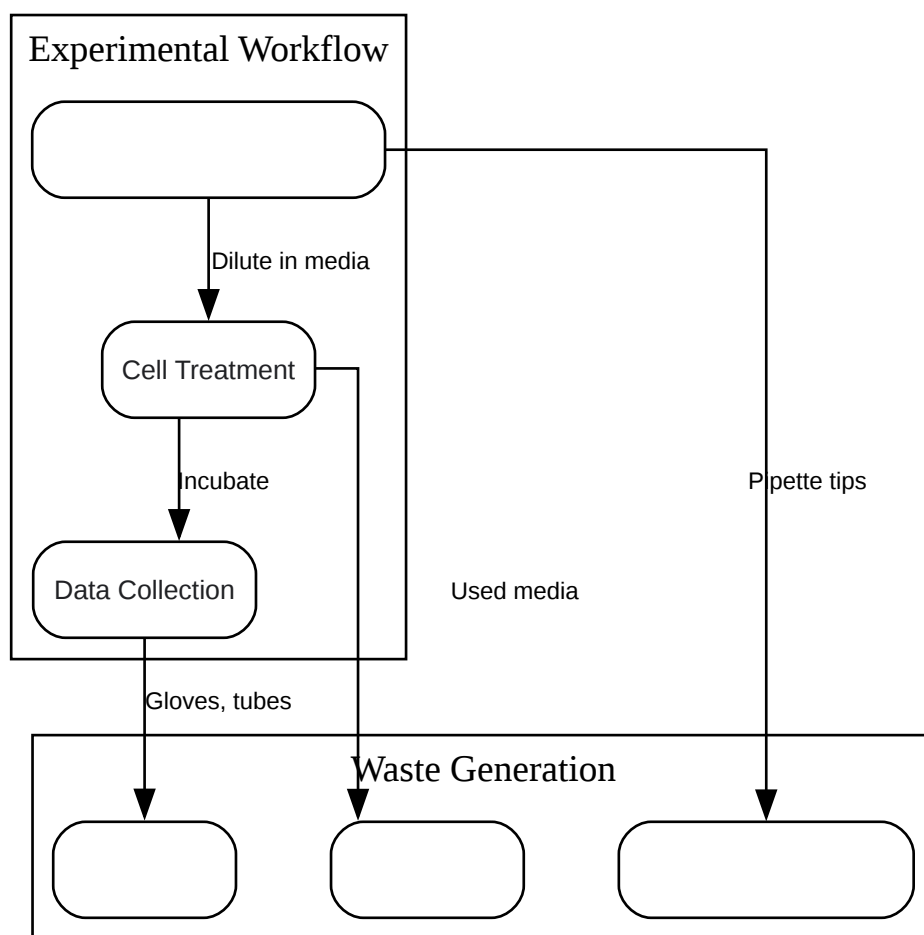 Experimental Workflow
Dilute in media
Cell Treatment
Incubate
Pipette tips
Data Collection
Used media
Gloves, tubes
Waste Generation